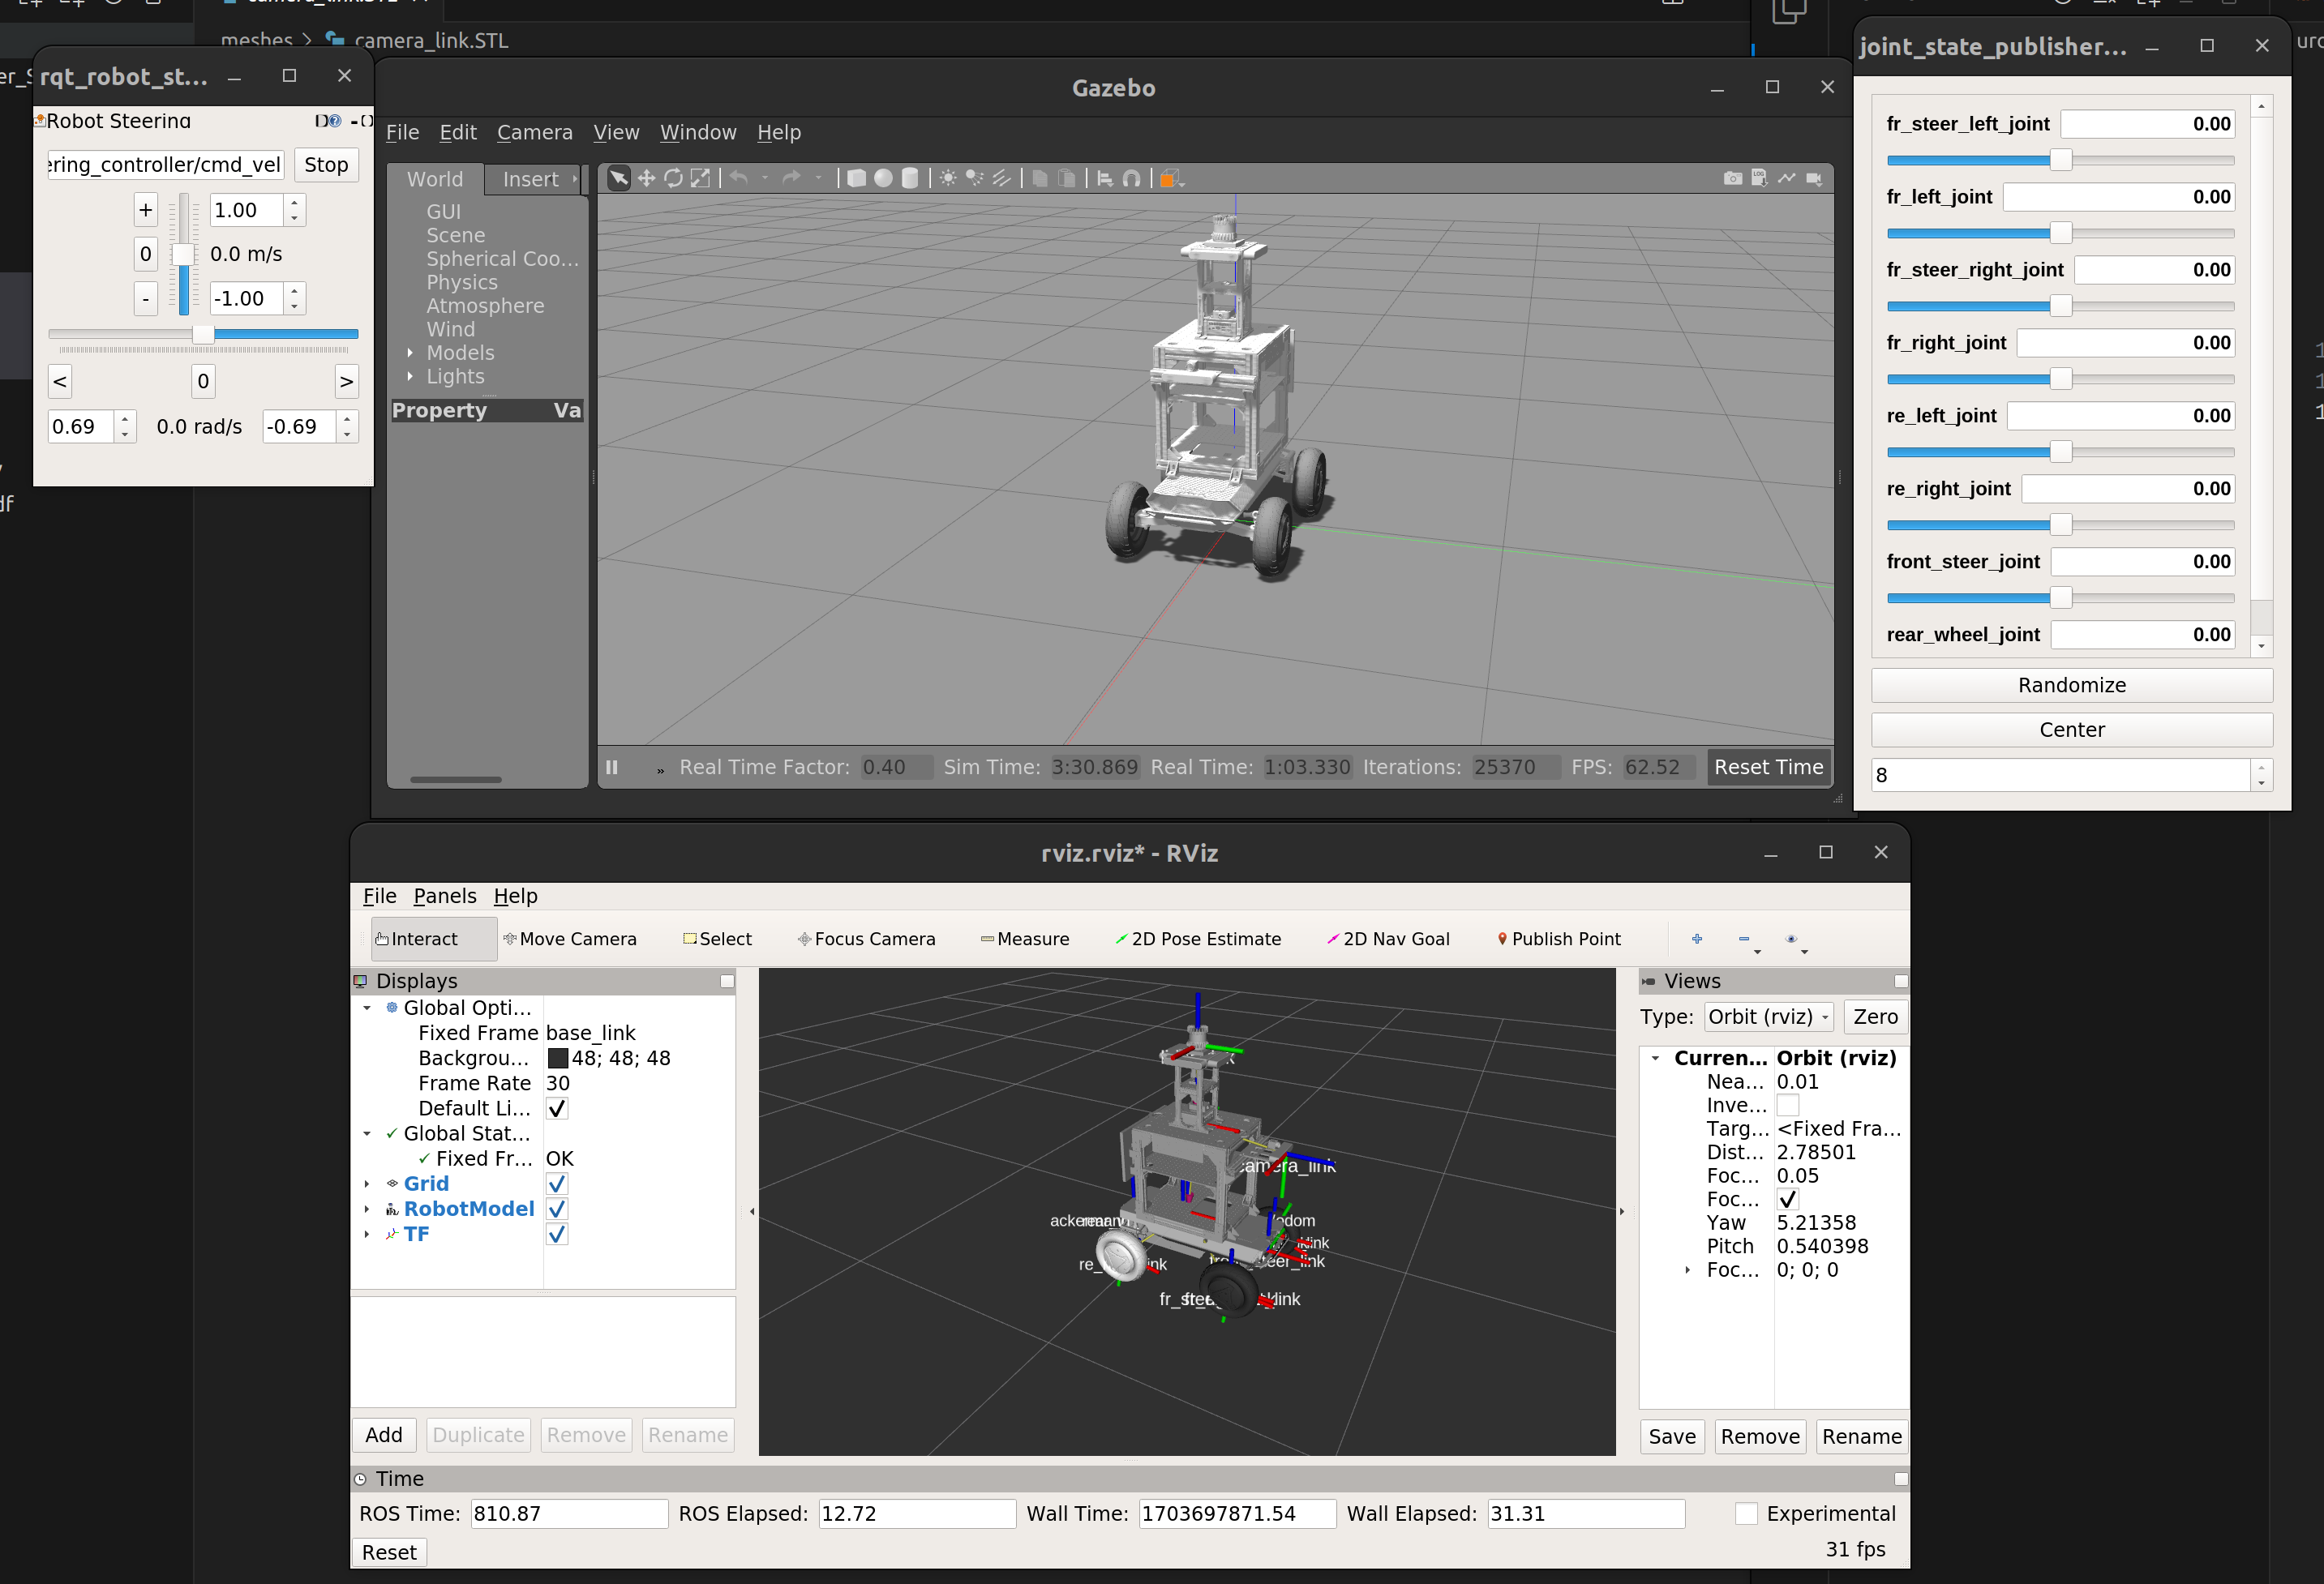 meshes > camera_link.STL
rqt_robot_st...
Robot Steering
ering_controller/cmd_vel
Stop
+
1.00
0
0.0 m/s
-
-1.00
<
0
>
0.69
0.0 rad/s
-0.69
Gazebo
File Edit Camera View Window Help
World
Insert
GUI
Scene
Spherical Coo...
Physics
Atmosphere
Wind
Models
Lights
Property Va
Real Time Factor: 0.40 Sim Time: 3:30.869 Real Time: 1:03.330 Iterations: 25370 FPS: 62.52 Reset Time
joint_state_publisher...
fr_steer_left_joint 0.00
fr_left_joint 0.00
fr_steer_right_joint 0.00
fr_right_joint 0.00
re_left_joint 0.00
re_right_joint 0.00
front_steer_joint 0.00
rear_wheel_joint 0.00
Randomize
Center
8
rviz.rviz* - RViz
File Panels Help
Interact Move Camera Select Focus Camera Measure 2D Pose Estimate 2D Nav Goal Publish Point
Displays
Global Opti...
Fixed Frame base_link
Backgrou... 48; 48; 48
Frame Rate 30
Default Li...
Global Stat...
Fixed Fr... OK
Grid
RobotModel
TF
Add Duplicate Remove Rename
camera_link
odom
Views
Type: Orbit (rviz) Zero
Curren... Orbit (rviz)
Nea... 0.01
Inve...
Targ... <Fixed Fra...
Dist... 2.78501
Foc... 0.05
Foc...
Yaw 5.21358
Pitch 0.540398
Foc... 0; 0; 0
Save Remove Rename
Time
ROS Time: 810.87 ROS Elapsed: 12.72 Wall Time: 1703697871.54 Wall Elapsed: 31.31 Experimental
Reset
31 fps